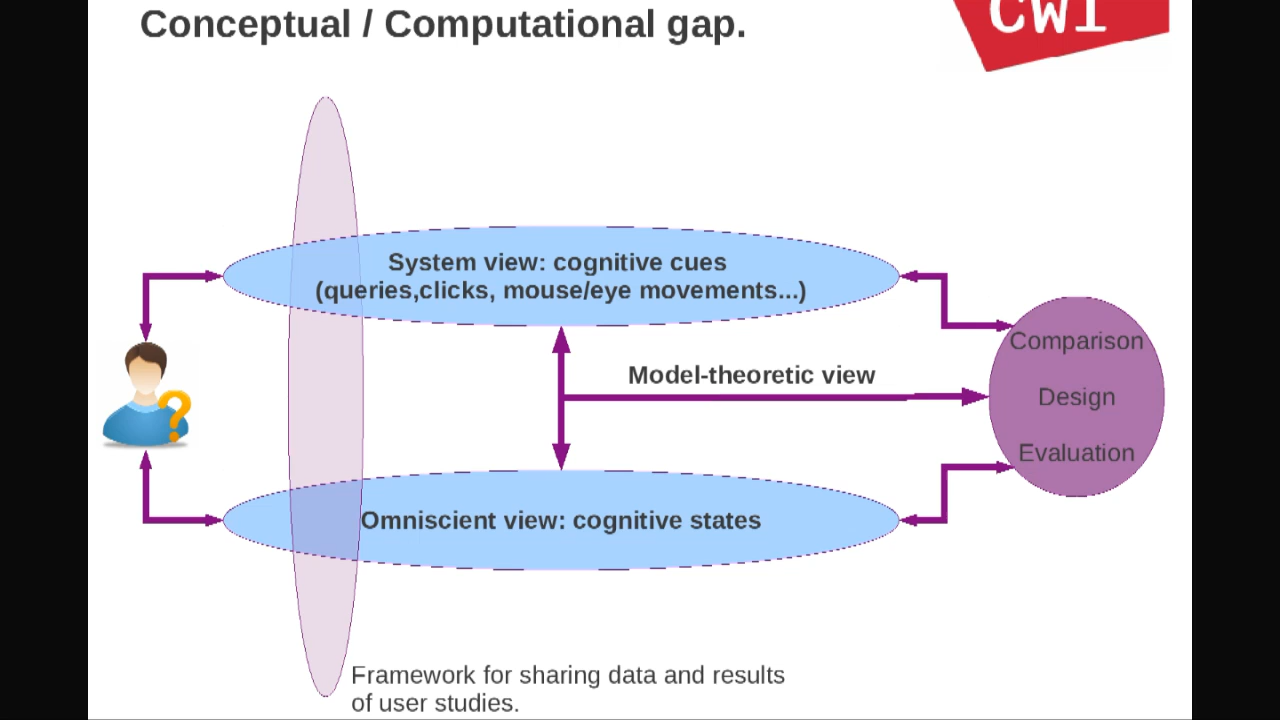 Conceptual / Computational gap.
CWI
System view: cognitive cues
(queries,clicks, mouse/eye movements...)
Model-theoretic view
Comparison
Design
Evaluation
?
Omniscient view: cognitive states
Framework for sharing data and results
of user studies.